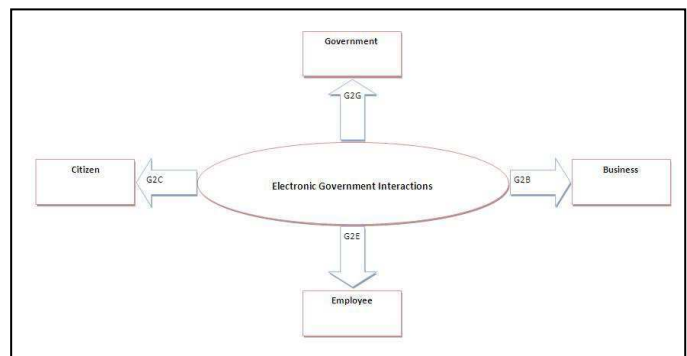 Government
G2G
Citizen
G2C
Electronic Government Interactions
G2B
Business
G2E
Employee